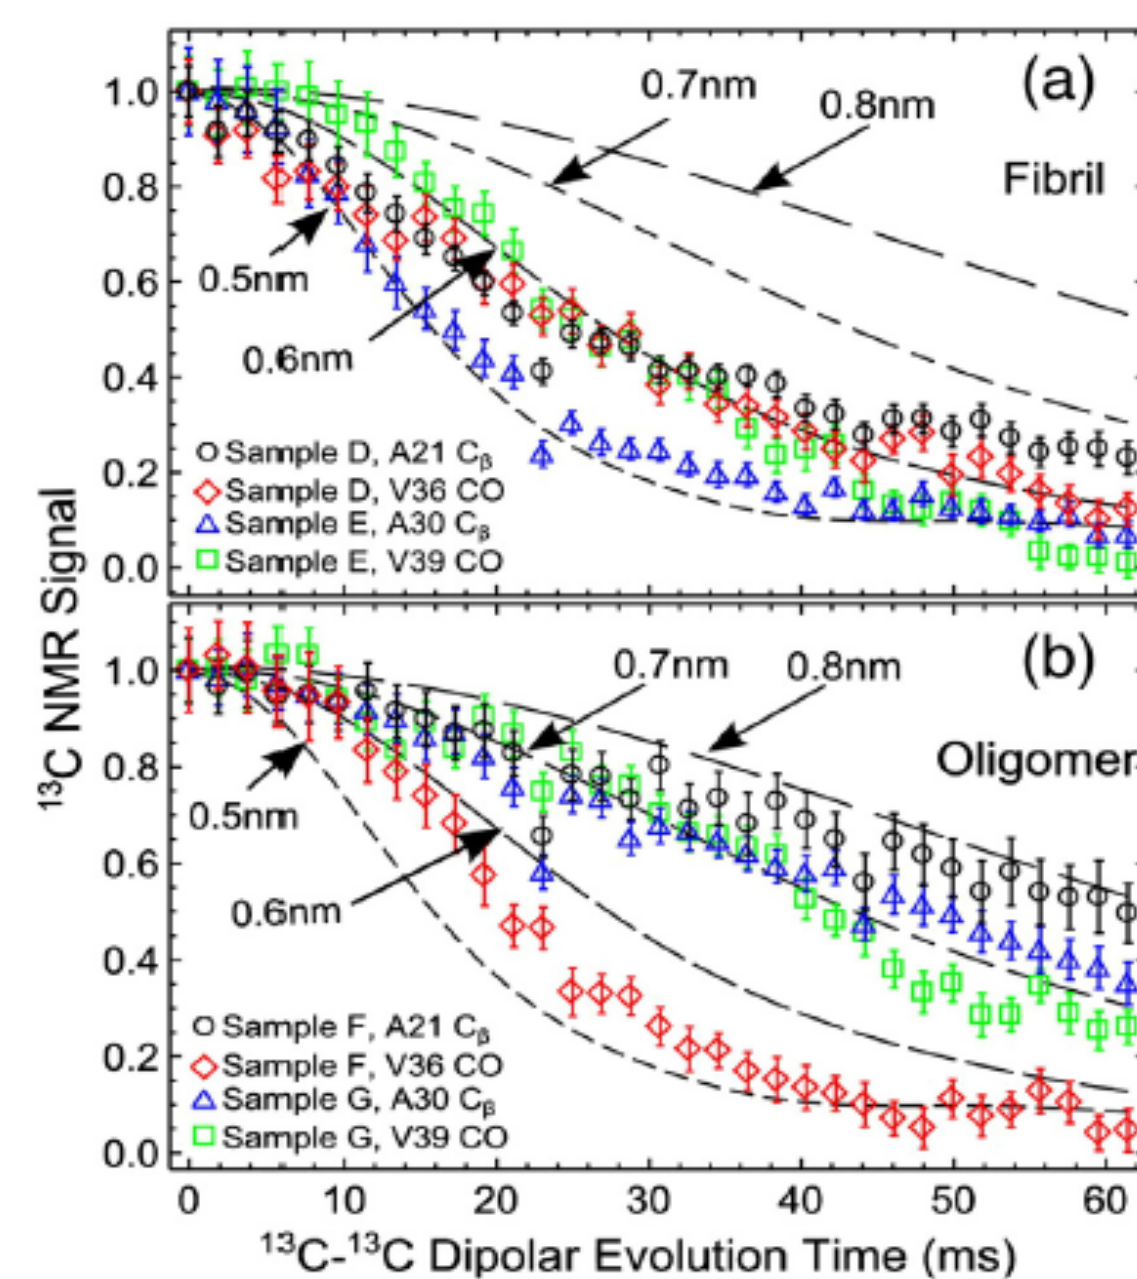 (a)
0.7nm
0.8nm
Fibril
1.0
0.8
0.6
0.4
0.2
0.0
0.5nm
0.6nm
Sample D, A21 Cβ
Sample D, V36 CO
Sample E, A30 Cβ
Sample E, V39 CO
¹³C NMR Signal
(b)
0.7nm
0.8nm
Oligomer
1.0
0.8
0.6
0.4
0.2
0.0
0.5nm
0.6nm
Sample F, A21 Cβ
Sample F, V36 CO
Sample G, A30 Cβ
Sample G, V39 CO
¹³C NMR Signal
0 10 20 30 40 50 60
¹³C-¹³C Dipolar Evolution Time (ms)